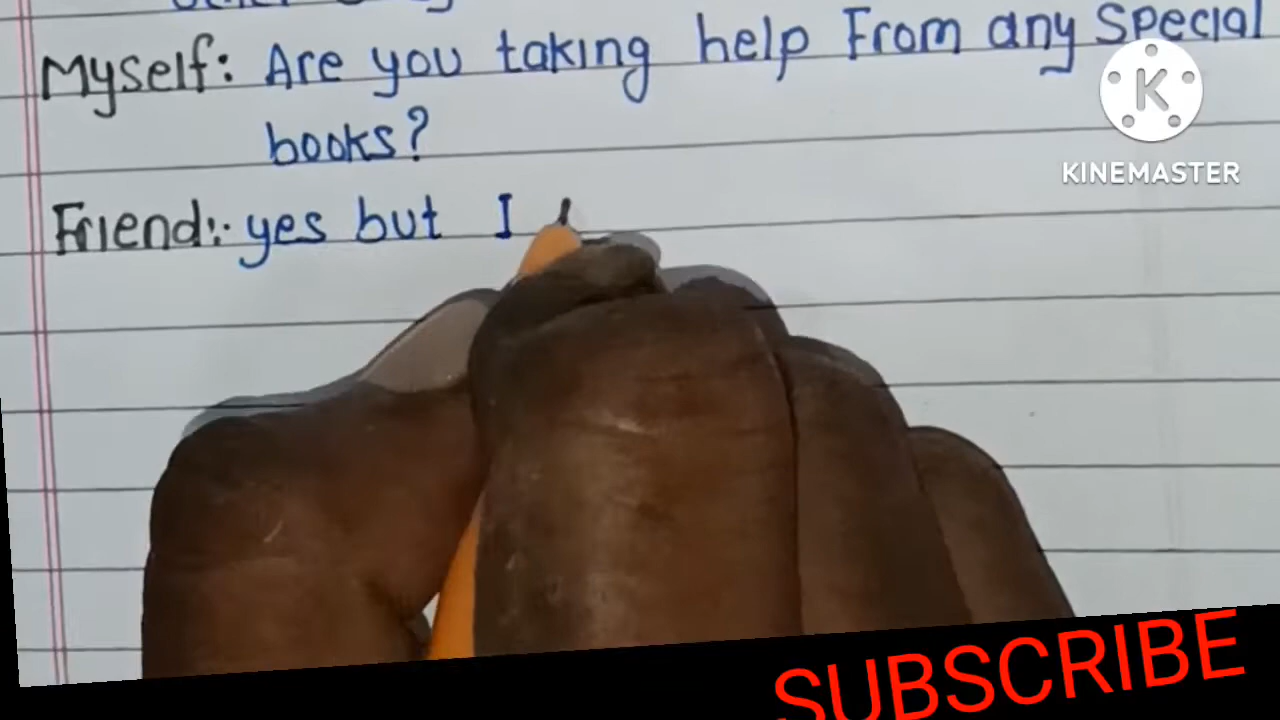 Myself: Are you taking help From any Special
books?
Friend:- yes but I
K
KINEMASTER
SUBSCRIBE